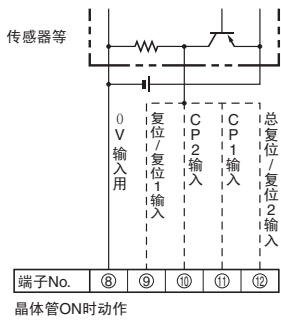 传感器等
0V输入用
复位/复位1输入
CP2输入
CP1输入
总复位/复位2输入
端子No. ⑧ ⑨ ⑩ ⑪ ⑫
晶体管ON时动作